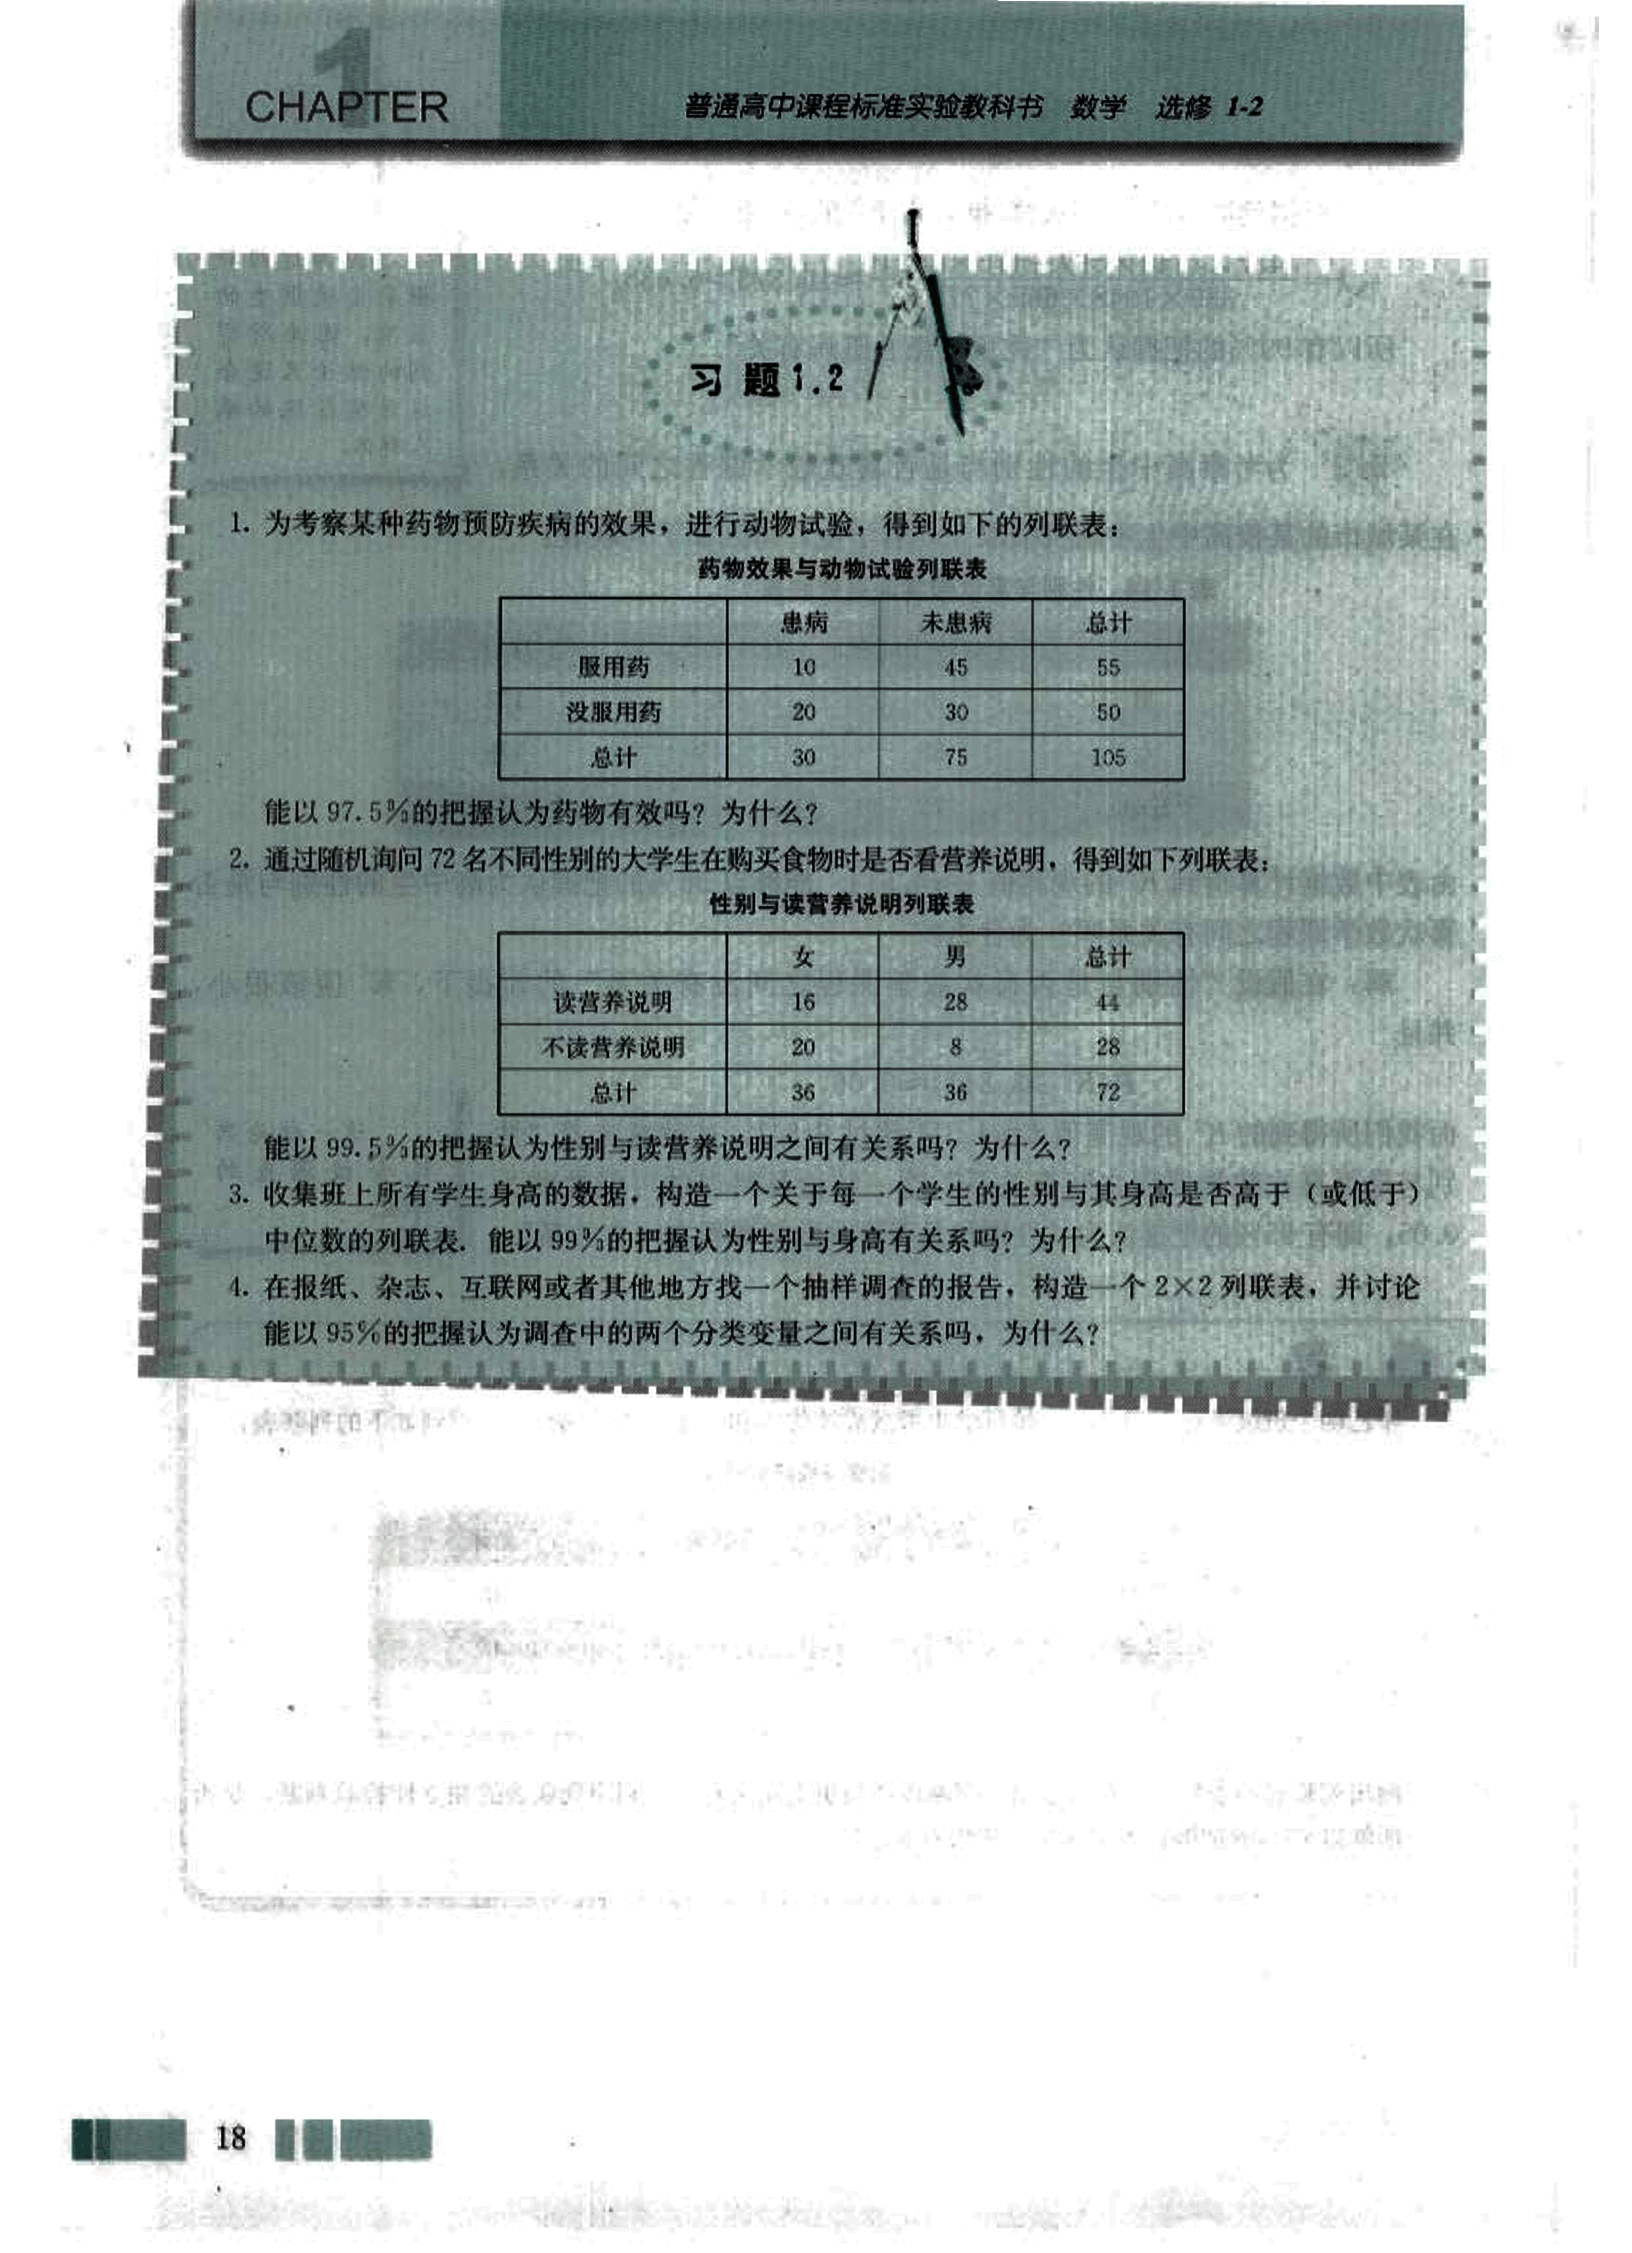 1
CHAPTER
普通高中课程标准实验教科书 数学 选修 1-2
习题1.2
1. 为考察某种药物预防疾病的效果，进行动物试验，得到如下的列联表：
药物效果与动物试验列联表
患病 未患病 总计
服用药 10 45 55
没服用药 20 30 50
总计 30 75 105
能以 97.5%的把握认为药物有效吗？为什么？
2. 通过随机询问 72 名不同性别的大学生在购买食物时是否看营养说明，得到如下列联表：
性别与读营养说明列联表
女 男 总计
读营养说明 16 28 44
不读营养说明 20 8 28
总计 36 36 72
能以 99.5%的把握认为性别与读营养说明之间有关系吗？为什么？
3. 收集班上所有学生身高的数据，构造一个关于每一个学生的性别与其身高是否高于（或低于）
中位数的列联表. 能以 99%的把握认为性别与身高有关系吗？为什么？
4. 在报纸、杂志、互联网或者其他地方找一个抽样调查的报告，构造一个 2×2 列联表，并讨论
能以 95%的把握认为调查中的两个分类变量之间有关系吗，为什么？
18